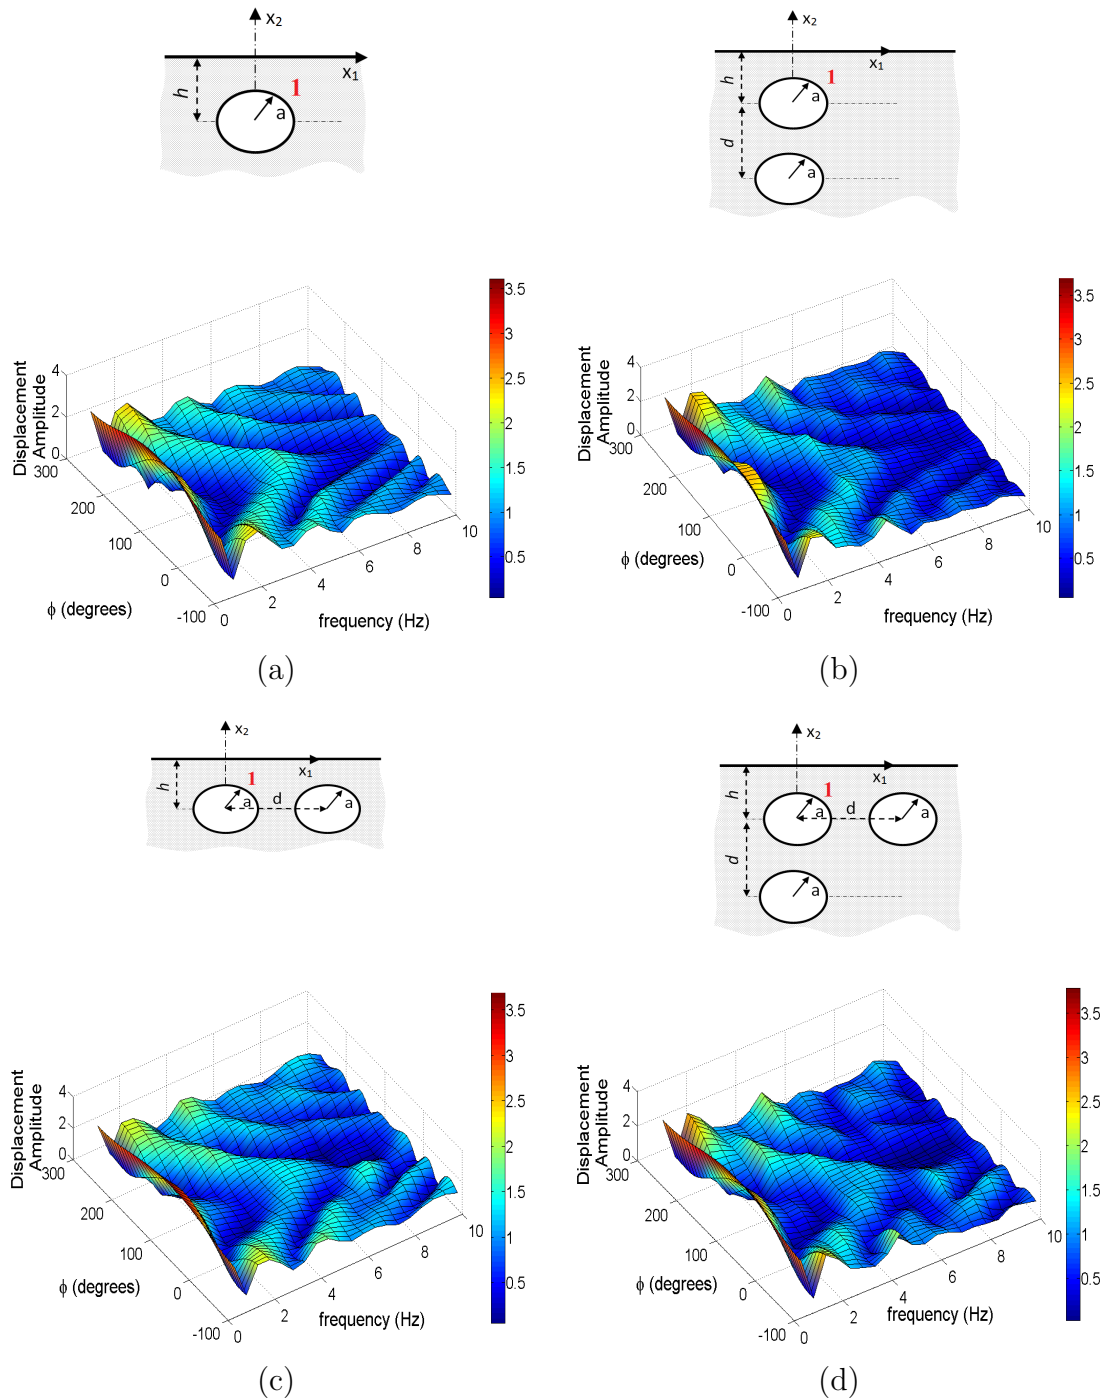 x2
x1
h
1
a
a
x2
x1
h
1
a
d
a
Displacement
Amplitude
4
2
0
300
200
100
0
-100
ϕ (degrees)
0
2
4
6
8
10
frequency (Hz)
3.5
3
2.5
2
1.5
1
0.5
(a)
Displacement
Amplitude
4
2
0
300
200
100
0
-100
ϕ (degrees)
0
2
4
6
8
10
frequency (Hz)
3.5
3
2.5
2
1.5
1
0.5
(b)
x2
x1
h
1
a
d
a
x2
x1
h
1
a
d
a
d
a
Displacement
Amplitude
4
2
0
300
200
100
0
-100
ϕ (degrees)
0
2
4
6
8
10
frequency (Hz)
3.5
3
2.5
2
1.5
1
0.5
(c)
Displacement
Amplitude
4
2
0
300
200
100
0
-100
ϕ (degrees)
0
2
4
6
8
10
frequency (Hz)
3.5
3
2.5
2
1.5
1
0.5
(d)